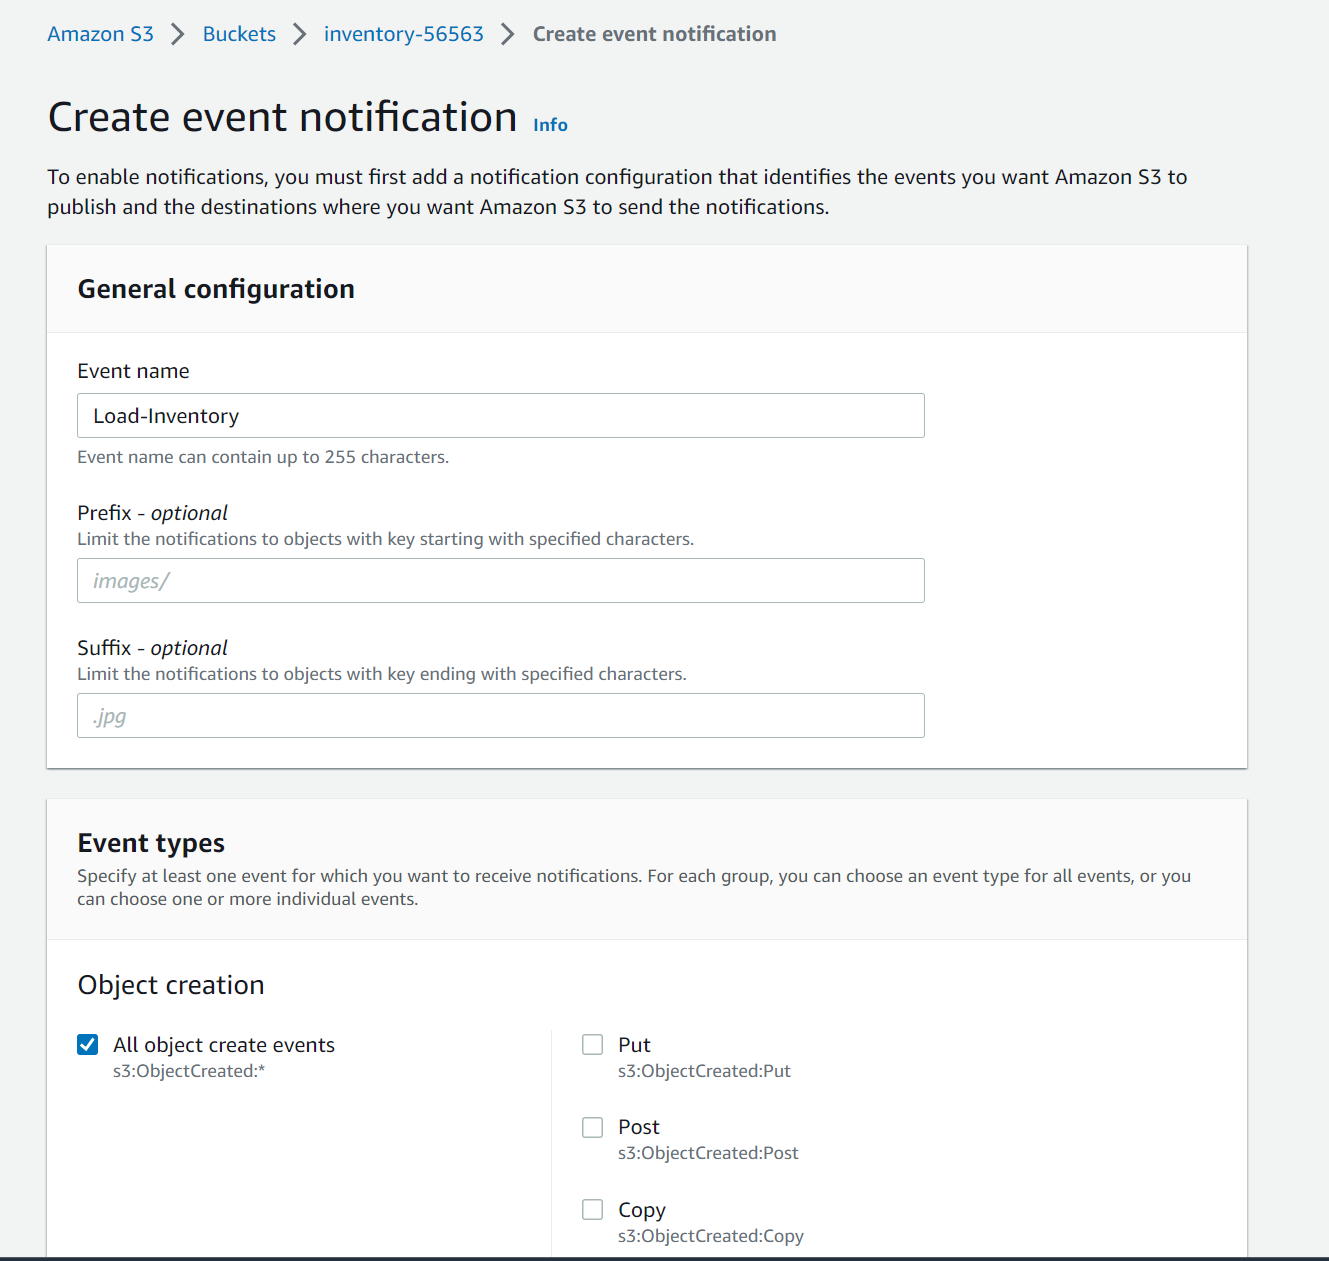 Amazon S3 > Buckets > inventory-56563 > Create event notification
Create event notification Info
To enable notifications, you must first add a notification configuration that identifies the events you want Amazon S3 to
publish and the destinations where you want Amazon S3 to send the notifications.
General configuration
Event name
Load-Inventory
Event name can contain up to 255 characters.
Prefix - optional
Limit the notifications to objects with key starting with specified characters.
images/
Suffix - optional
Limit the notifications to objects with key ending with specified characters.
.jpg
Event types
Specify at least one event for which you want to receive notifications. For each group, you can choose an event type for all events, or you
can choose one or more individual events.
Object creation
All object create events
s3:ObjectCreated:*
Put
s3:ObjectCreated:Put
Post
s3:ObjectCreated:Post
Copy
s3:ObjectCreated:Copy